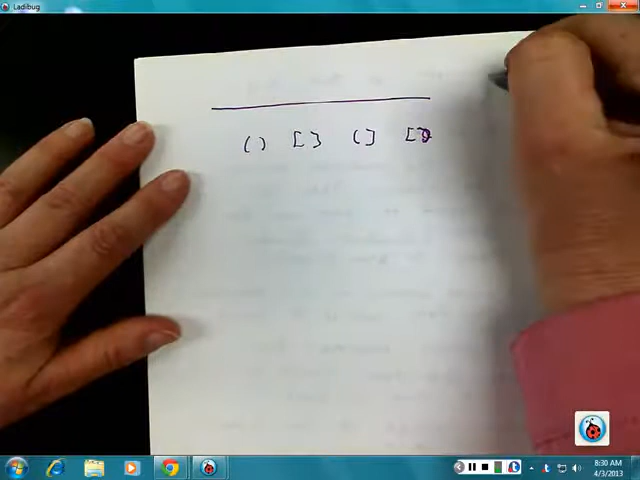 Ladibug
( ) [ ] ( ] [
8:30 AM
4/3/2013